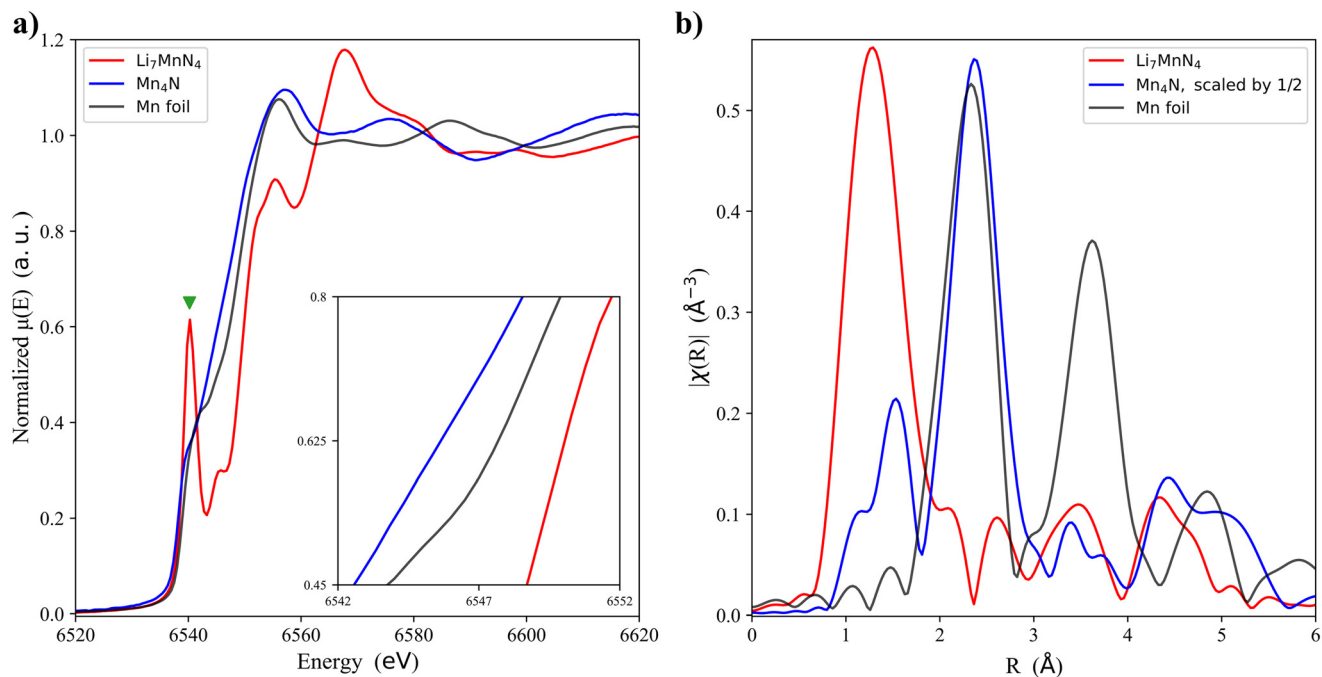 a)
Normalized μ(E) (a. u. )
1.2
1.0
0.8
0.6
0.4
0.2
0.0
Li₇MnN₄
Mn₄N
Mn foil
0.8
0.625
0.45
6542
6547
6552
6520
6540
6560
6580
6600
6620
Energy (eV)
b)
|χ(R)| (Å⁻³)
0.5
0.4
0.3
0.2
0.1
0.0
Li₇MnN₄
Mn₄N, scaled by 1/2
Mn foil
0
1
2
3
4
5
6
R (Å)